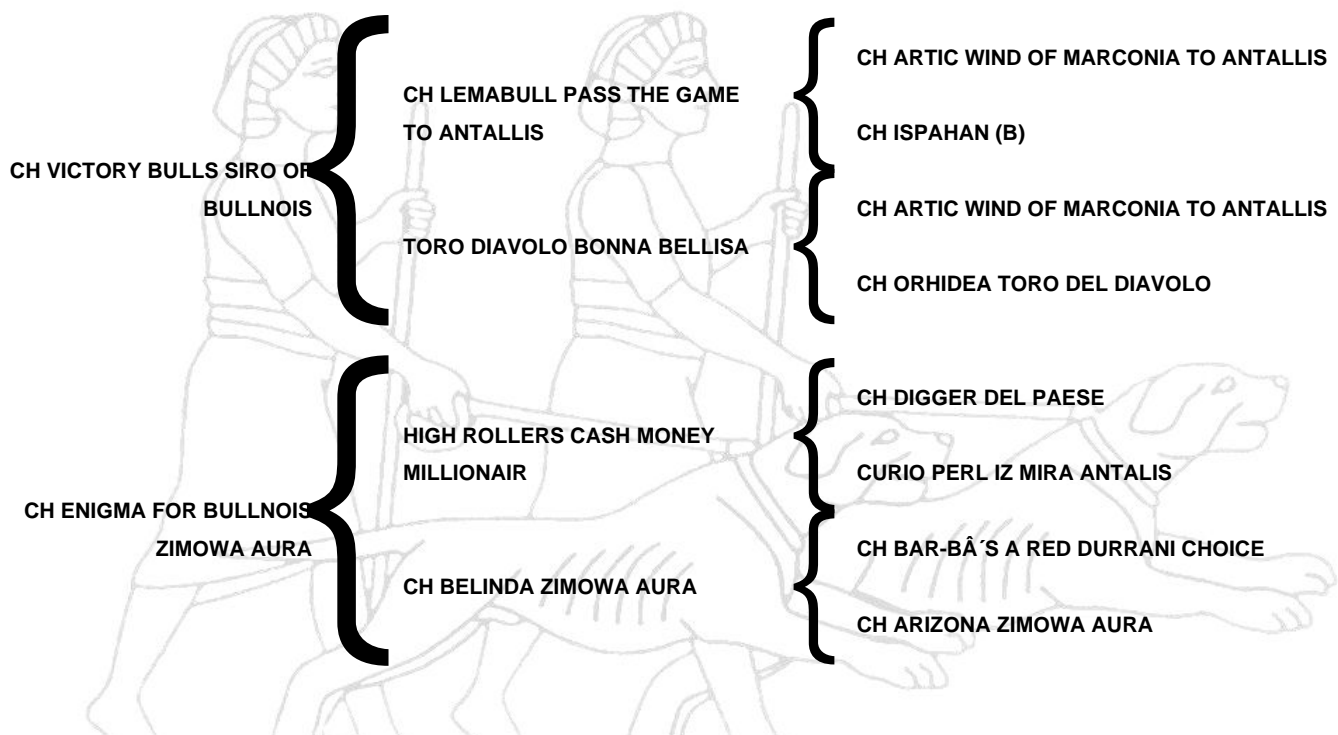 CH VICTORY BULLS SIRO OF
BULLNOIS
CH LEMABULL PASS THE GAME
TO ANTALLIS
CH ARTIC WIND OF MARCONIA TO ANTALLIS
CH ISPAHAN (B)
TORO DIAVOLO BONNA BELLISA
CH ARTIC WIND OF MARCONIA TO ANTALLIS
CH ORHIDEA TORO DEL DIAVOLO
CH ENIGMA FOR BULLNOIS
ZIMOWA AURA
HIGH ROLLERS CASH MONEY
MILLIONAIR
CH DIGGER DEL PAESE
CURIO PERL IZ MIRA ANTALIS
CH BELINDA ZIMOWA AURA
CH BAR-BÂ´S A RED DURRANI CHOICE
CH ARIZONA ZIMOWA AURA